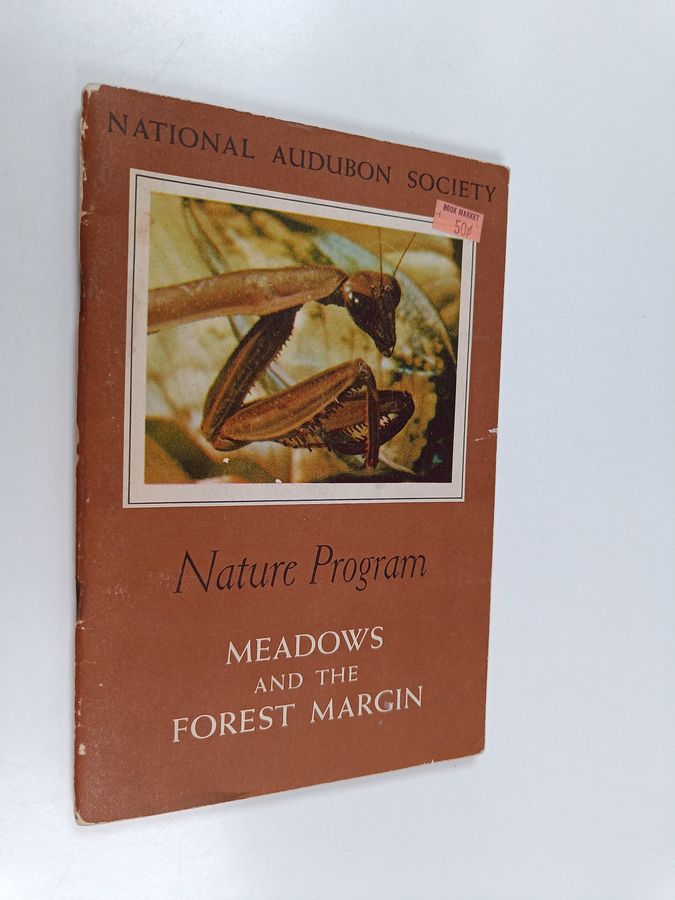 NATIONAL AUDUBON SOCIETY
BOOK MARKET
50¢
Nature Program
MEADOWS
AND THE
FOREST MARGIN